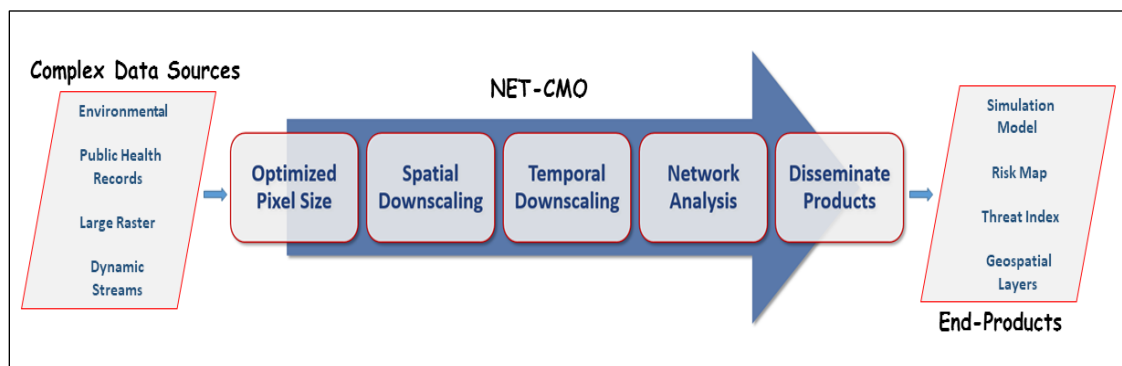 Complex Data Sources
Environmental
Public Health
Records
Large Raster
Dynamic
Streams
NET-CMO
Optimized
Pixel Size
Spatial
Downscaling
Temporal
Downscaling
Network
Analysis
Disseminate
Products
Simulation
Model
Risk Map
Threat Index
Geospatial
Layers
End-Products